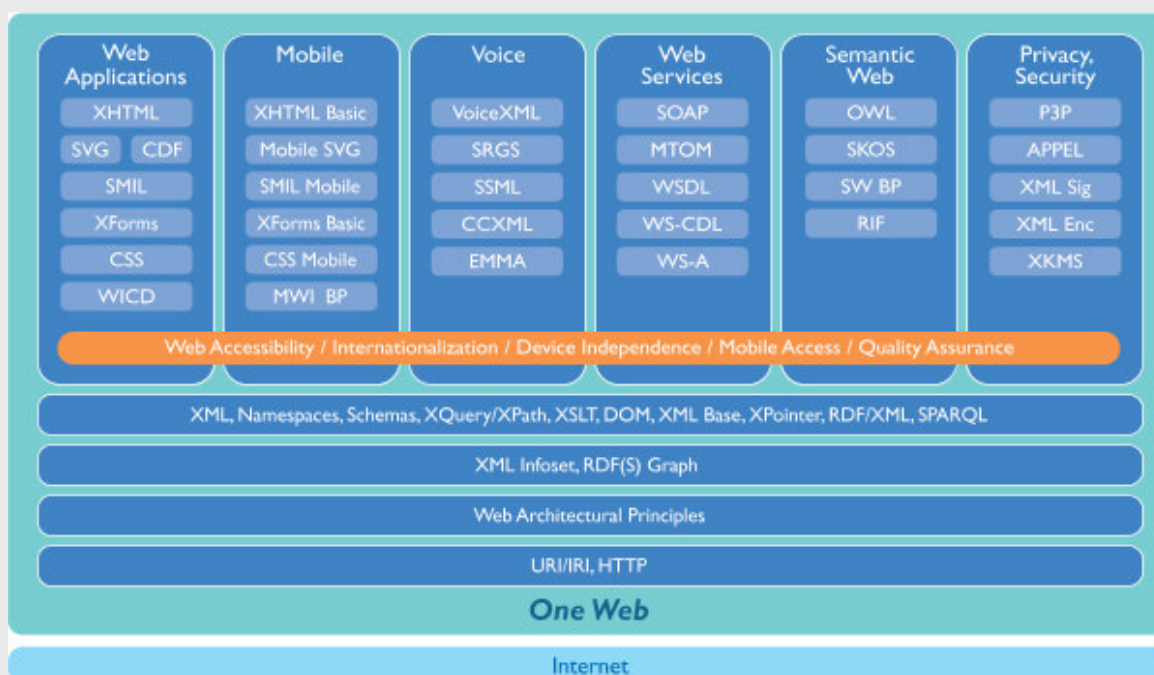 Web
Applications
XHTML
SVG
CDF
SMIL
XForms
CSS
WICD
Mobile
XHTML Basic
Mobile SVG
SMIL Mobile
XForms Basic
CSS Mobile
MWI BP
Voice
VoiceXML
SRGS
SSML
CCXML
EMMA
Web
Services
SOAP
MTOM
WSDL
WS-CDL
WS-A
Semantic
Web
OWL
SKOS
SW BP
RIF
Privacy,
Security
P3P
APPEL
XML Sig
XML Enc
XKMS
Web Accessibility / Internationalization / Device Independence / Mobile Access / Quality Assurance
XML, Namespaces, Schemas, XQuery/XPath, XSLT, DOM, XML Base, XPointer, RDF/XML, SPARQL
XML Infoset, RDF(S) Graph
Web Architectural Principles
URI/IRI, HTTP
One Web
Internet